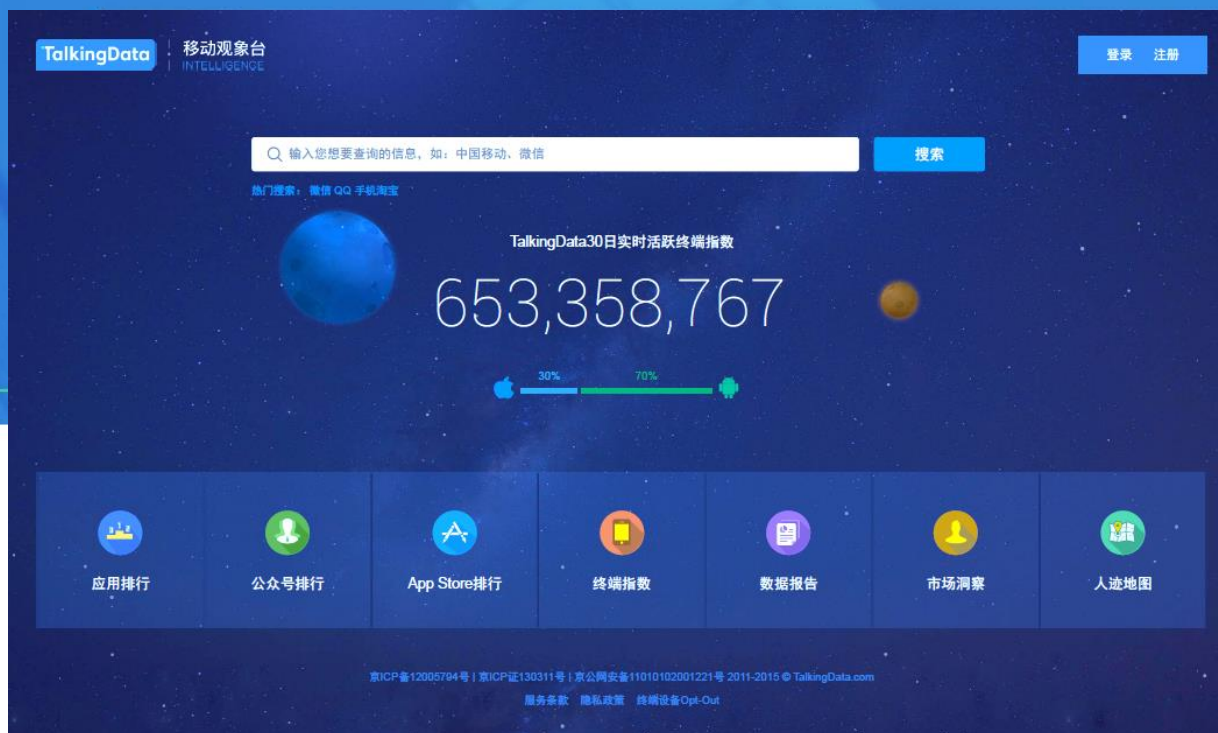 TalkingData
移动观象台
INTELLIGENCE
登录 注册
输入您想要查询的信息，如：中国移动、微信
搜索
热门搜索： 微信 QQ 手机淘宝
TalkingData30日实时活跃终端指数
653,358,767
30% 70%
应用排行 公众号排行 App Store排行 终端指数 数据报告 市场洞察 人迹地图
京ICP备12005794号 | 京ICP证130311号 | 京公网安备11010102001221号 2011-2015 © TalkingData.com
服务条款 隐私政策 终端设备Opt-Out